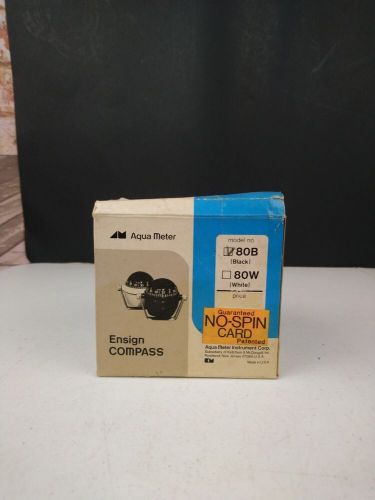 Aqua Meter
Ensign
COMPASS
model no.
80B
(Black)
80W
(White)
price
Guaranteed
NO-SPIN
CARD
Patented
Aqua Meter Instrument Corp.
Made in U.S.A.